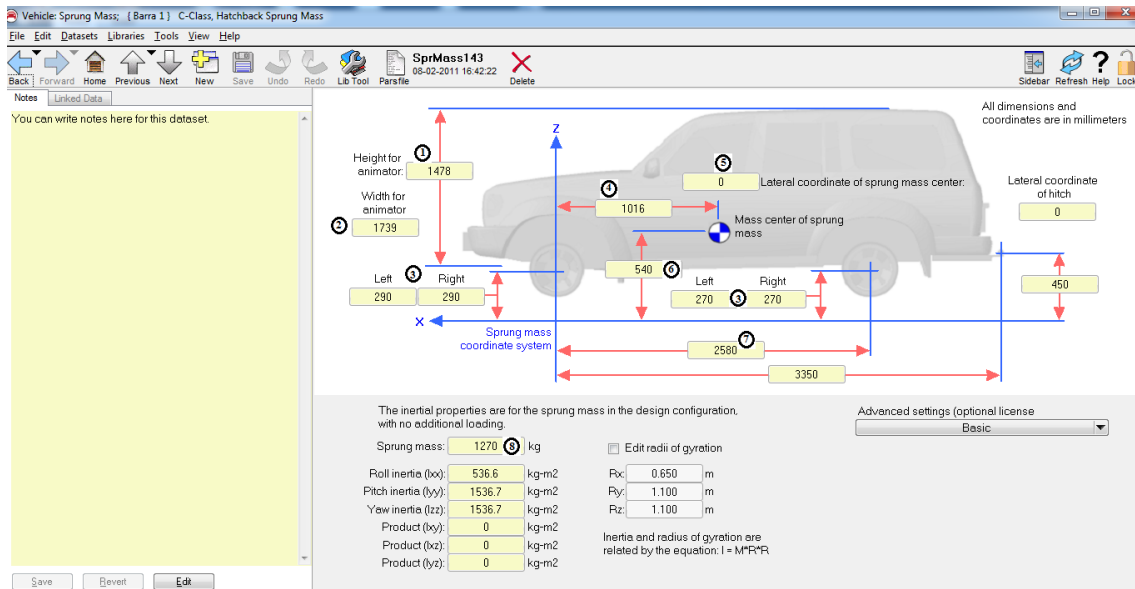 Vehicle: Sprung Mass; { Barra 1 } C-Class, Hatchback Sprung Mass
File Edit Datasets Libraries Tools View Help
Back Forward Home Previous Next New Save Undo Redo Lib Tool Parsfile
SprMass143
08-02-2011 16:42:22
Delete Sidebar Refresh Help Lock
Notes Linked Data
You can write notes here for this dataset.
All dimensions and
coordinates are in millimeters
Z
Height for
animator: 1478
1
Width for
animator
2 1739
4
1016
5
0 Lateral coordinate of sprung mass center:
Lateral coordinate
of hitch
0
Mass center of sprung
mass
Left 3 Right
290 290
540 6
Left Right
270 3 270
450
X
Sprung mass
coordinate system
7
2580
3350
The inertial properties are for the sprung mass in the design configuration,
with no additional loading.
Advanced settings (optional license
Basic
Sprung mass: 1270 8 kg
Edit radii of gyration
Roll inertia (Ixx): 536.6 kg-m2 Rx: 0.650 m
Pitch inertia (Iyy): 1536.7 kg-m2 Ry: 1.100 m
Yaw inertia (Izz): 1536.7 kg-m2 Rz: 1.100 m
Product (Ixy): 0 kg-m2
Product (Ixz): 0 kg-m2
Product (Iyz): 0 kg-m2
Inertia and radius of gyration are
related by the equation: I = M*R*R
Save Revert Edit